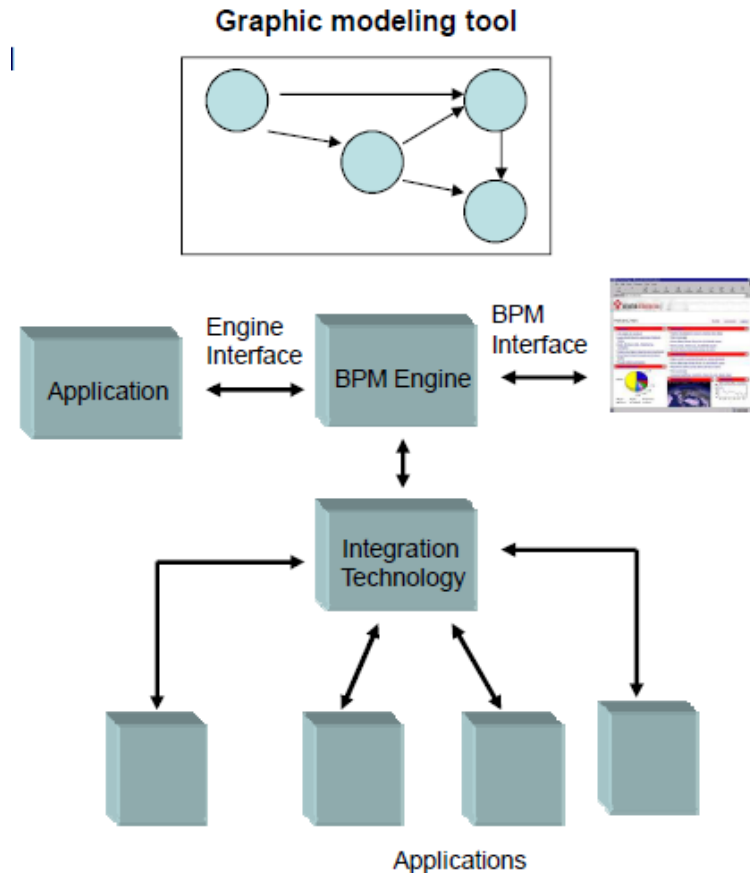 Graphic modeling tool
Engine
Interface
BPM
Interface
Application
BPM Engine
Integration
Technology
Applications